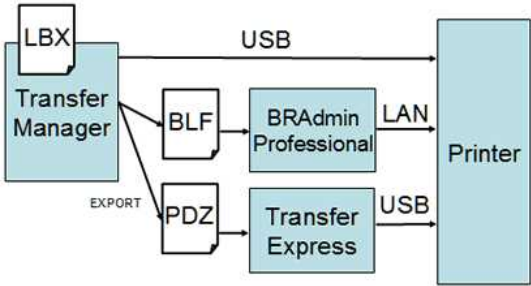 LBX
USB
Transfer
Manager
BLF
BRAdmin
Professional
LAN
Printer
EXPORT
PDZ
Transfer
Express
USB